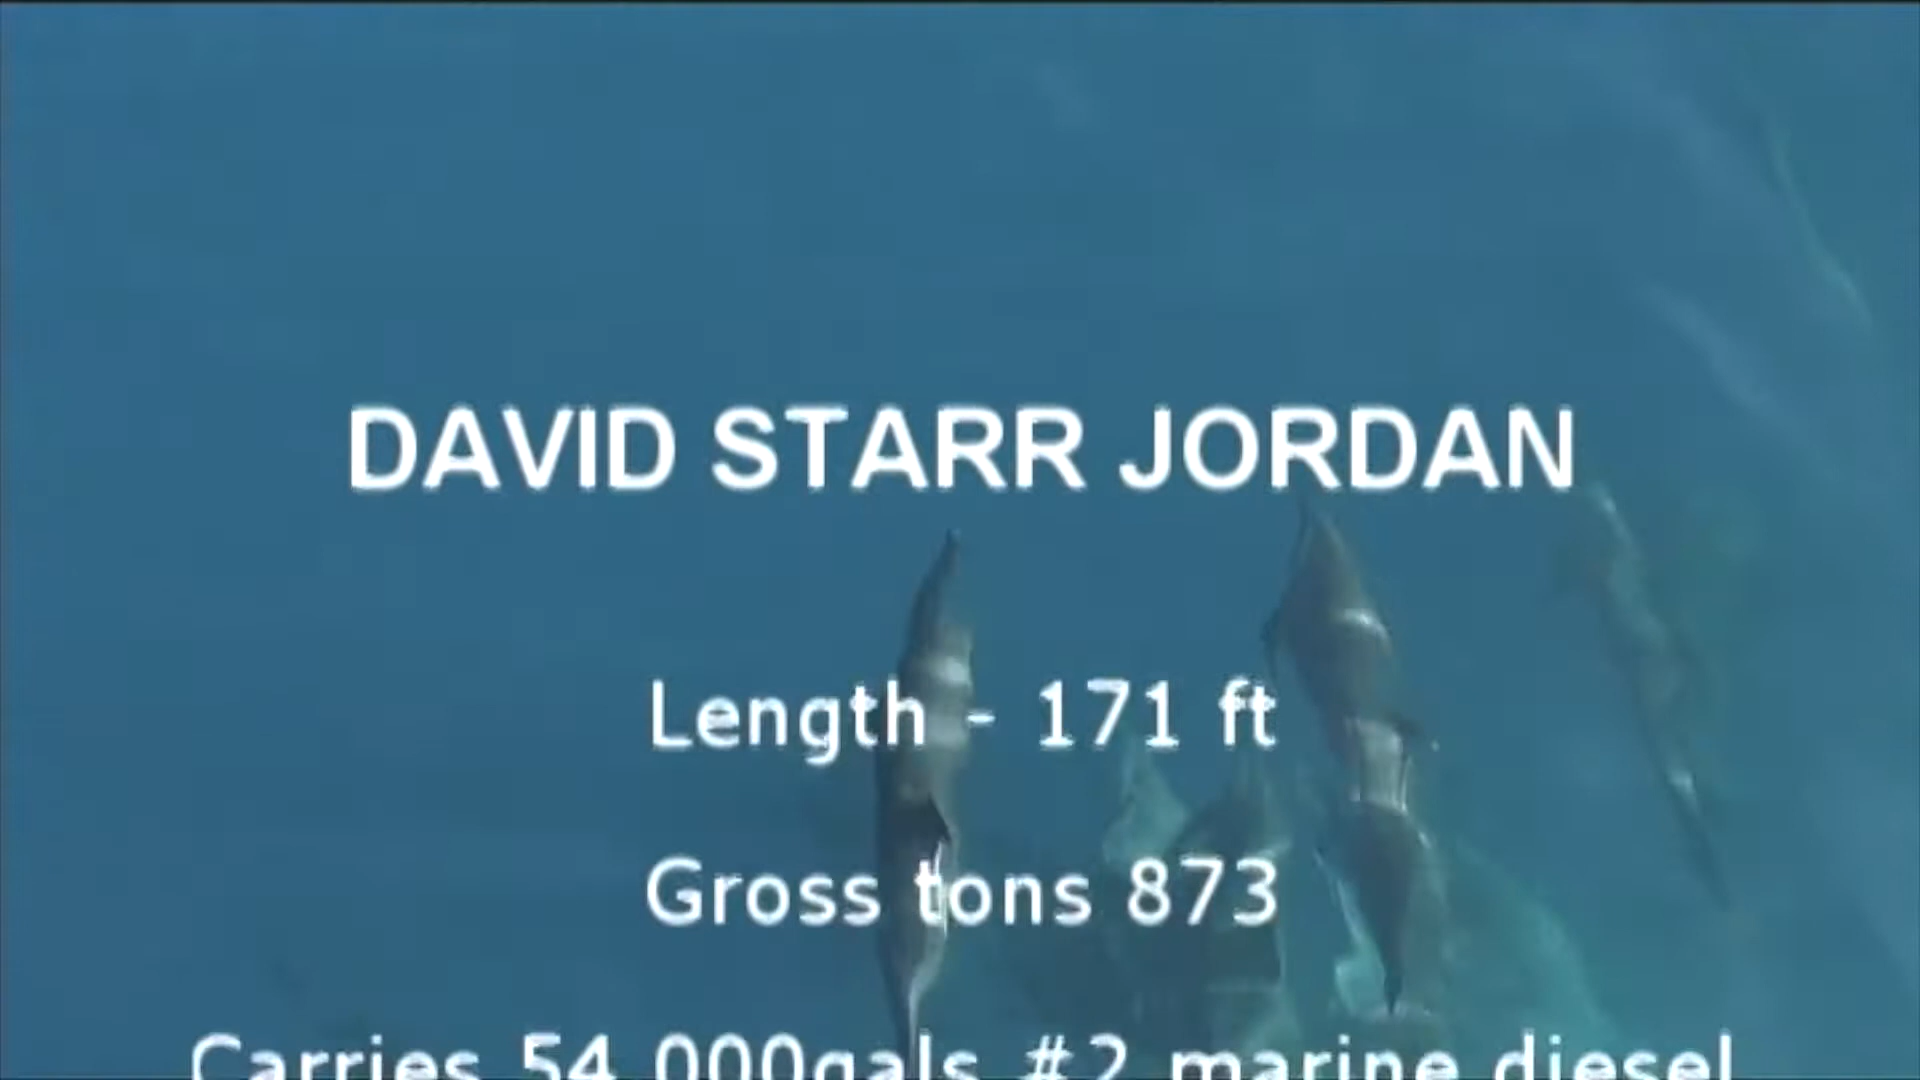 DAVID STARR JORDAN
Length - 171 ft
Gross tons 873
Carries 54,000gals #2 marine diesel